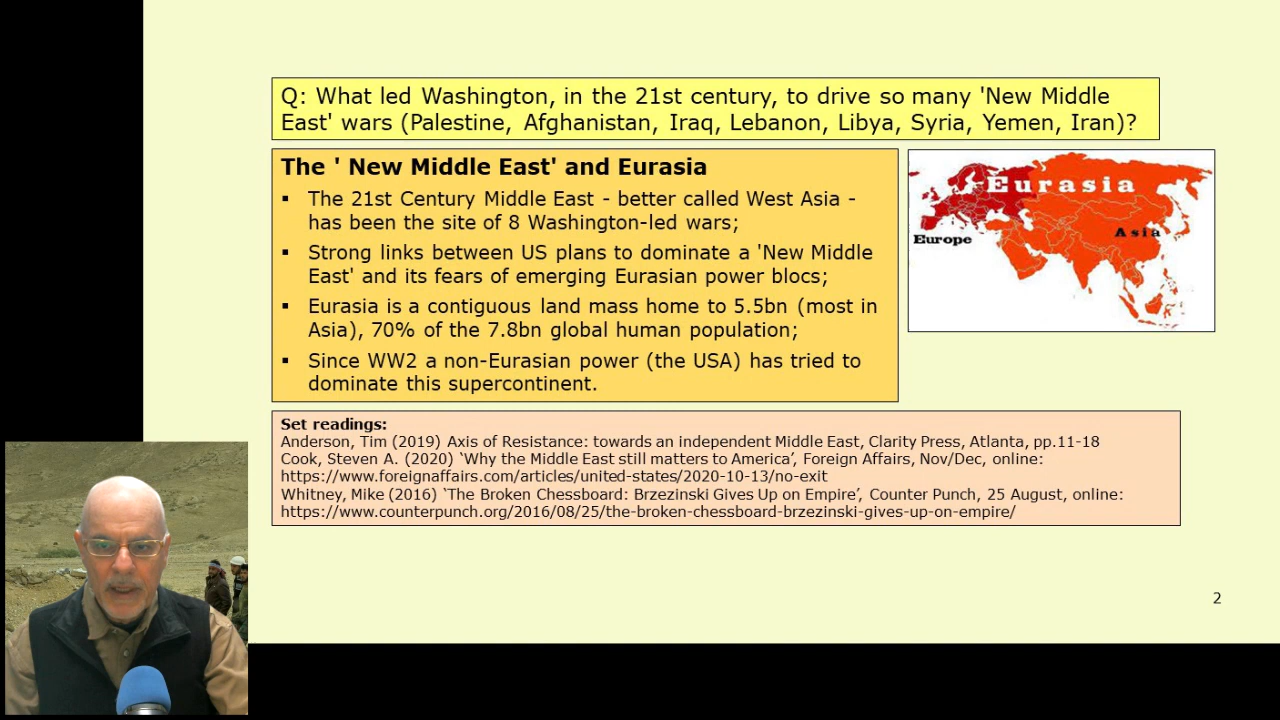 Q: What led Washington, in the 21st century, to drive so many 'New Middle
East' wars (Palestine, Afghanistan, Iraq, Lebanon, Libya, Syria, Yemen, Iran)?
The ' New Middle East' and Eurasia
▪ The 21st Century Middle East - better called West Asia -
has been the site of 8 Washington-led wars;
▪ Strong links between US plans to dominate a 'New Middle
East' and its fears of emerging Eurasian power blocs;
▪ Eurasia is a contiguous land mass home to 5.5bn (most in
Asia), 70% of the 7.8bn global human population;
▪ Since WW2 a non-Eurasian power (the USA) has tried to
dominate this supercontinent.
Eurasia
Asia
Europe
Set readings:
Anderson, Tim (2019) Axis of Resistance: towards an independent Middle East, Clarity Press, Atlanta, pp.11-18
Cook, Steven A. (2020) ‘Why the Middle East still matters to America’, Foreign Affairs, Nov/Dec, online:
https://www.foreignaffairs.com/articles/united-states/2020-10-13/no-exit
Whitney, Mike (2016) ‘The Broken Chessboard: Brzezinski Gives Up on Empire’, Counter Punch, 25 August, online:
https://www.counterpunch.org/2016/08/25/the-broken-chessboard-brzezinski-gives-up-on-empire/
2